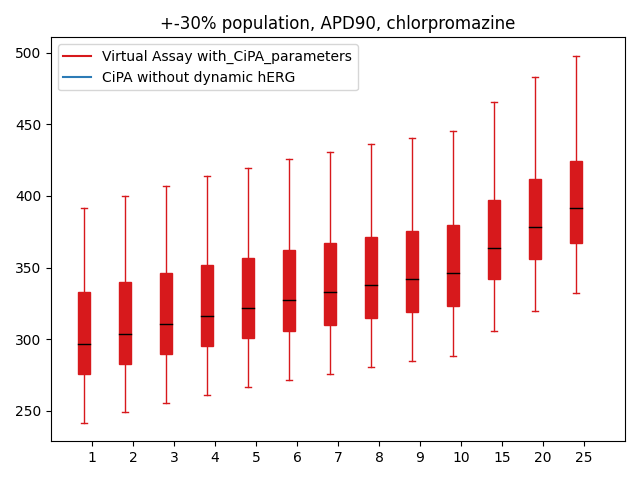 +-30% population, APD90, chlorpromazine
Virtual Assay with_CiPA_parameters
CiPA without dynamic hERG
500
450
400
350
300
250
1 2 3 4 5 6 7 8 9 10 15 20 25